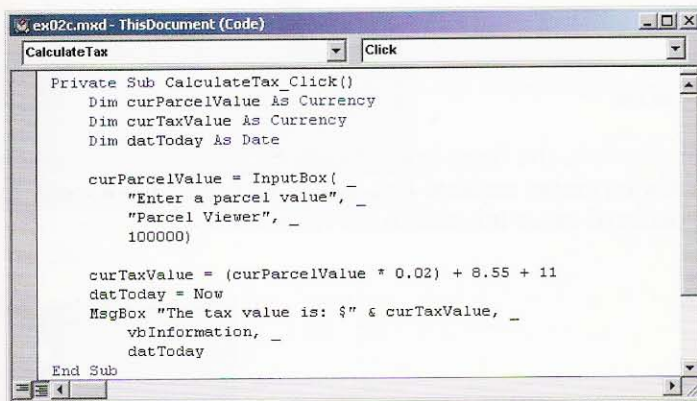 ex02c.mxd - ThisDocument (Code)
CalculateTax Click
Private Sub CalculateTax_Click()
Dim curParcelValue As Currency
Dim curTaxValue As Currency
Dim datToday As Date
curParcelValue = InputBox( _
"Enter a parcel value", _
"Parcel Viewer", _
100000)
curTaxValue = (curParcelValue * 0.02) + 8.55 + 11
datToday = Now
MsgBox "The tax value is: $" & curTaxValue, _
vbInformation, _
datToday
End Sub